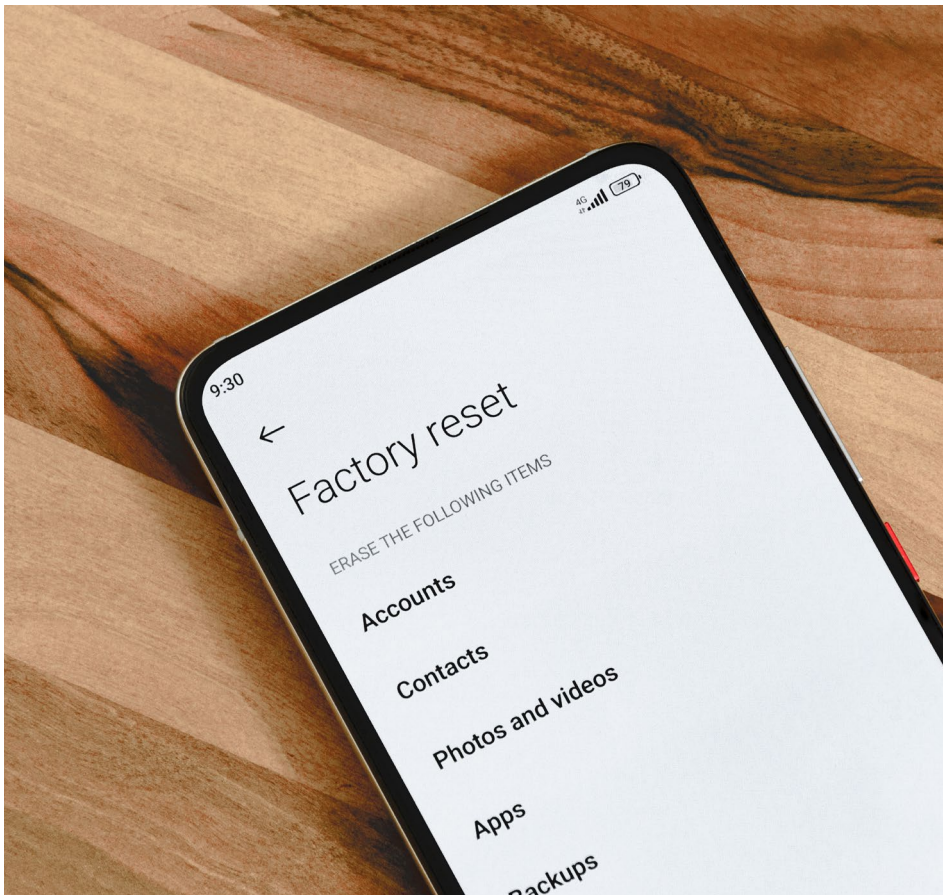 9:30
4G
79
Factory reset
ERASE THE FOLLOWING ITEMS
Accounts
Contacts
Photos and videos
Apps
Backups